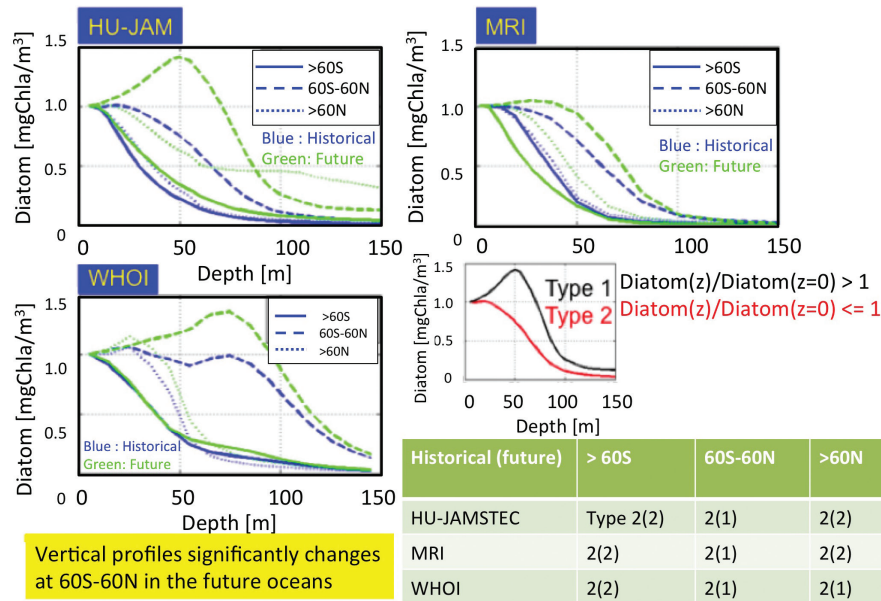 HU-JAM
1.5
1.0
0.5
0
Diatom [mgChla/m³]
>60S
60S-60N
>60N
Blue : Historical
Green: Future
50
100
150
Depth [m]
MRI
1.5
1.0
0.5
0
Diatom [mgChla/m³]
>60S
60S-60N
>60N
Blue : Historical
Green: Future
50
100
150
Depth [m]
WHOI
1.5
1.0
0.5
0
Diatom [mgChla/m³]
>60S
60S-60N
>60N
Blue : Historical
Green: Future
0
50
100
150
Depth [m]
1.5
1.0
0.5
0
Diatom [mgChla/m³]
Type 1
Type 2
0
50
100
150
Depth [m]
Diatom(z)/Diatom(z=0) > 1
Diatom(z)/Diatom(z=0) <= 1
Vertical profiles significantly changes
at 60S-60N in the future oceans
Historical (future) > 60S 60S-60N >60N
HU-JAMSTEC Type 2(2) 2(1) 2(2)
MRI 2(2) 2(1) 2(2)
WHOI 2(2) 2(1) 2(1)